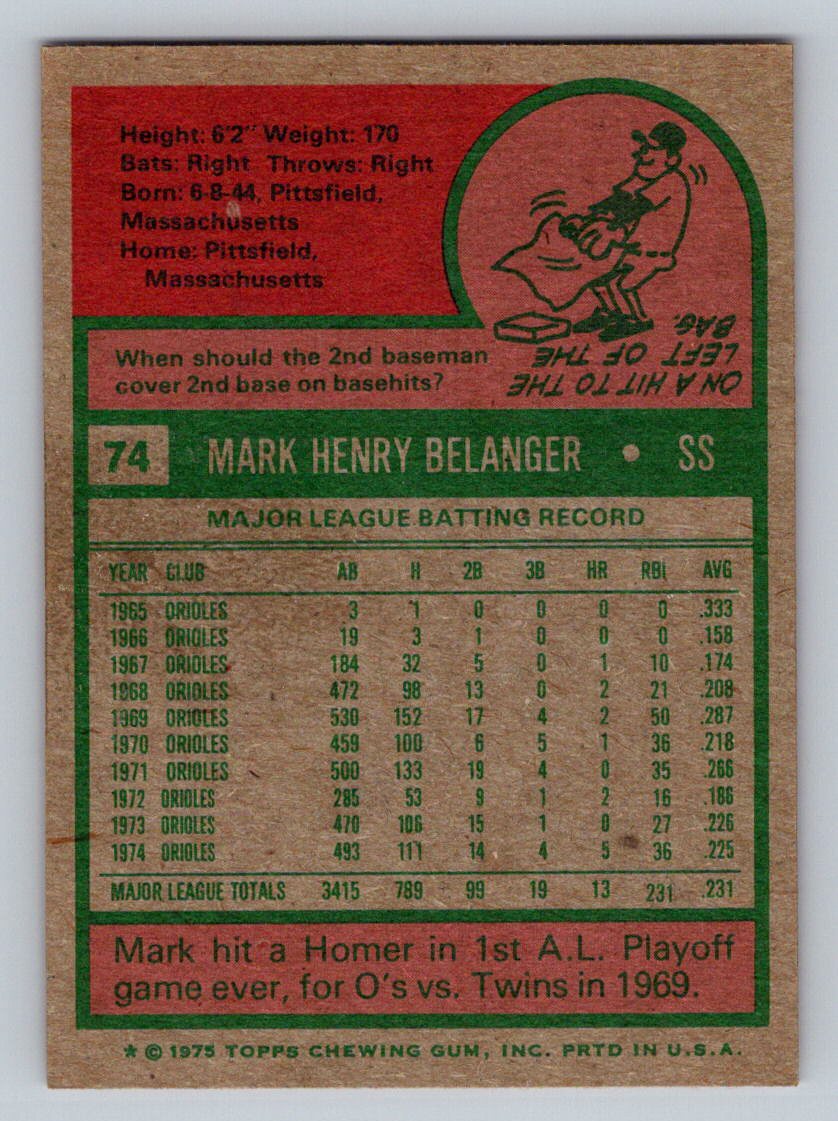 Height: 6'2" Weight: 170
Bats: Right Throws: Right
Born: 6-8-44, Pittsfield,
Massachusetts
Home: Pittsfield,
Massachusetts
When should the 2nd baseman
cover 2nd base on basehits?
ON A HIT TO THE
LEFT OF THE
BAG.
74 MARK HENRY BELANGER • SS
MAJOR LEAGUE BATTING RECORD
YEAR CLUB AB H 2B 3B HR RBI AVG
1965 ORIOLES 3 1 0 0 0 0 .333
1966 ORIOLES 19 3 1 0 0 0 .158
1967 ORIOLES 184 32 5 0 1 10 .174
1968 ORIOLES 472 98 13 0 2 21 .208
1969 ORIOLES 530 152 17 4 2 50 .287
1970 ORIOLES 459 100 6 5 1 36 .218
1971 ORIOLES 500 133 19 4 0 35 .266
1972 ORIOLES 285 53 9 1 2 16 .186
1973 ORIOLES 470 106 15 1 0 27 .226
1974 ORIOLES 493 111 14 4 5 36 .225
MAJOR LEAGUE TOTALS 3415 789 99 19 13 231 .231
Mark hit a Homer in 1st A.L. Playoff
game ever, for O's vs. Twins in 1969.
* © 1975 TOPPS CHEWING GUM, INC. PRTD IN U.S.A.